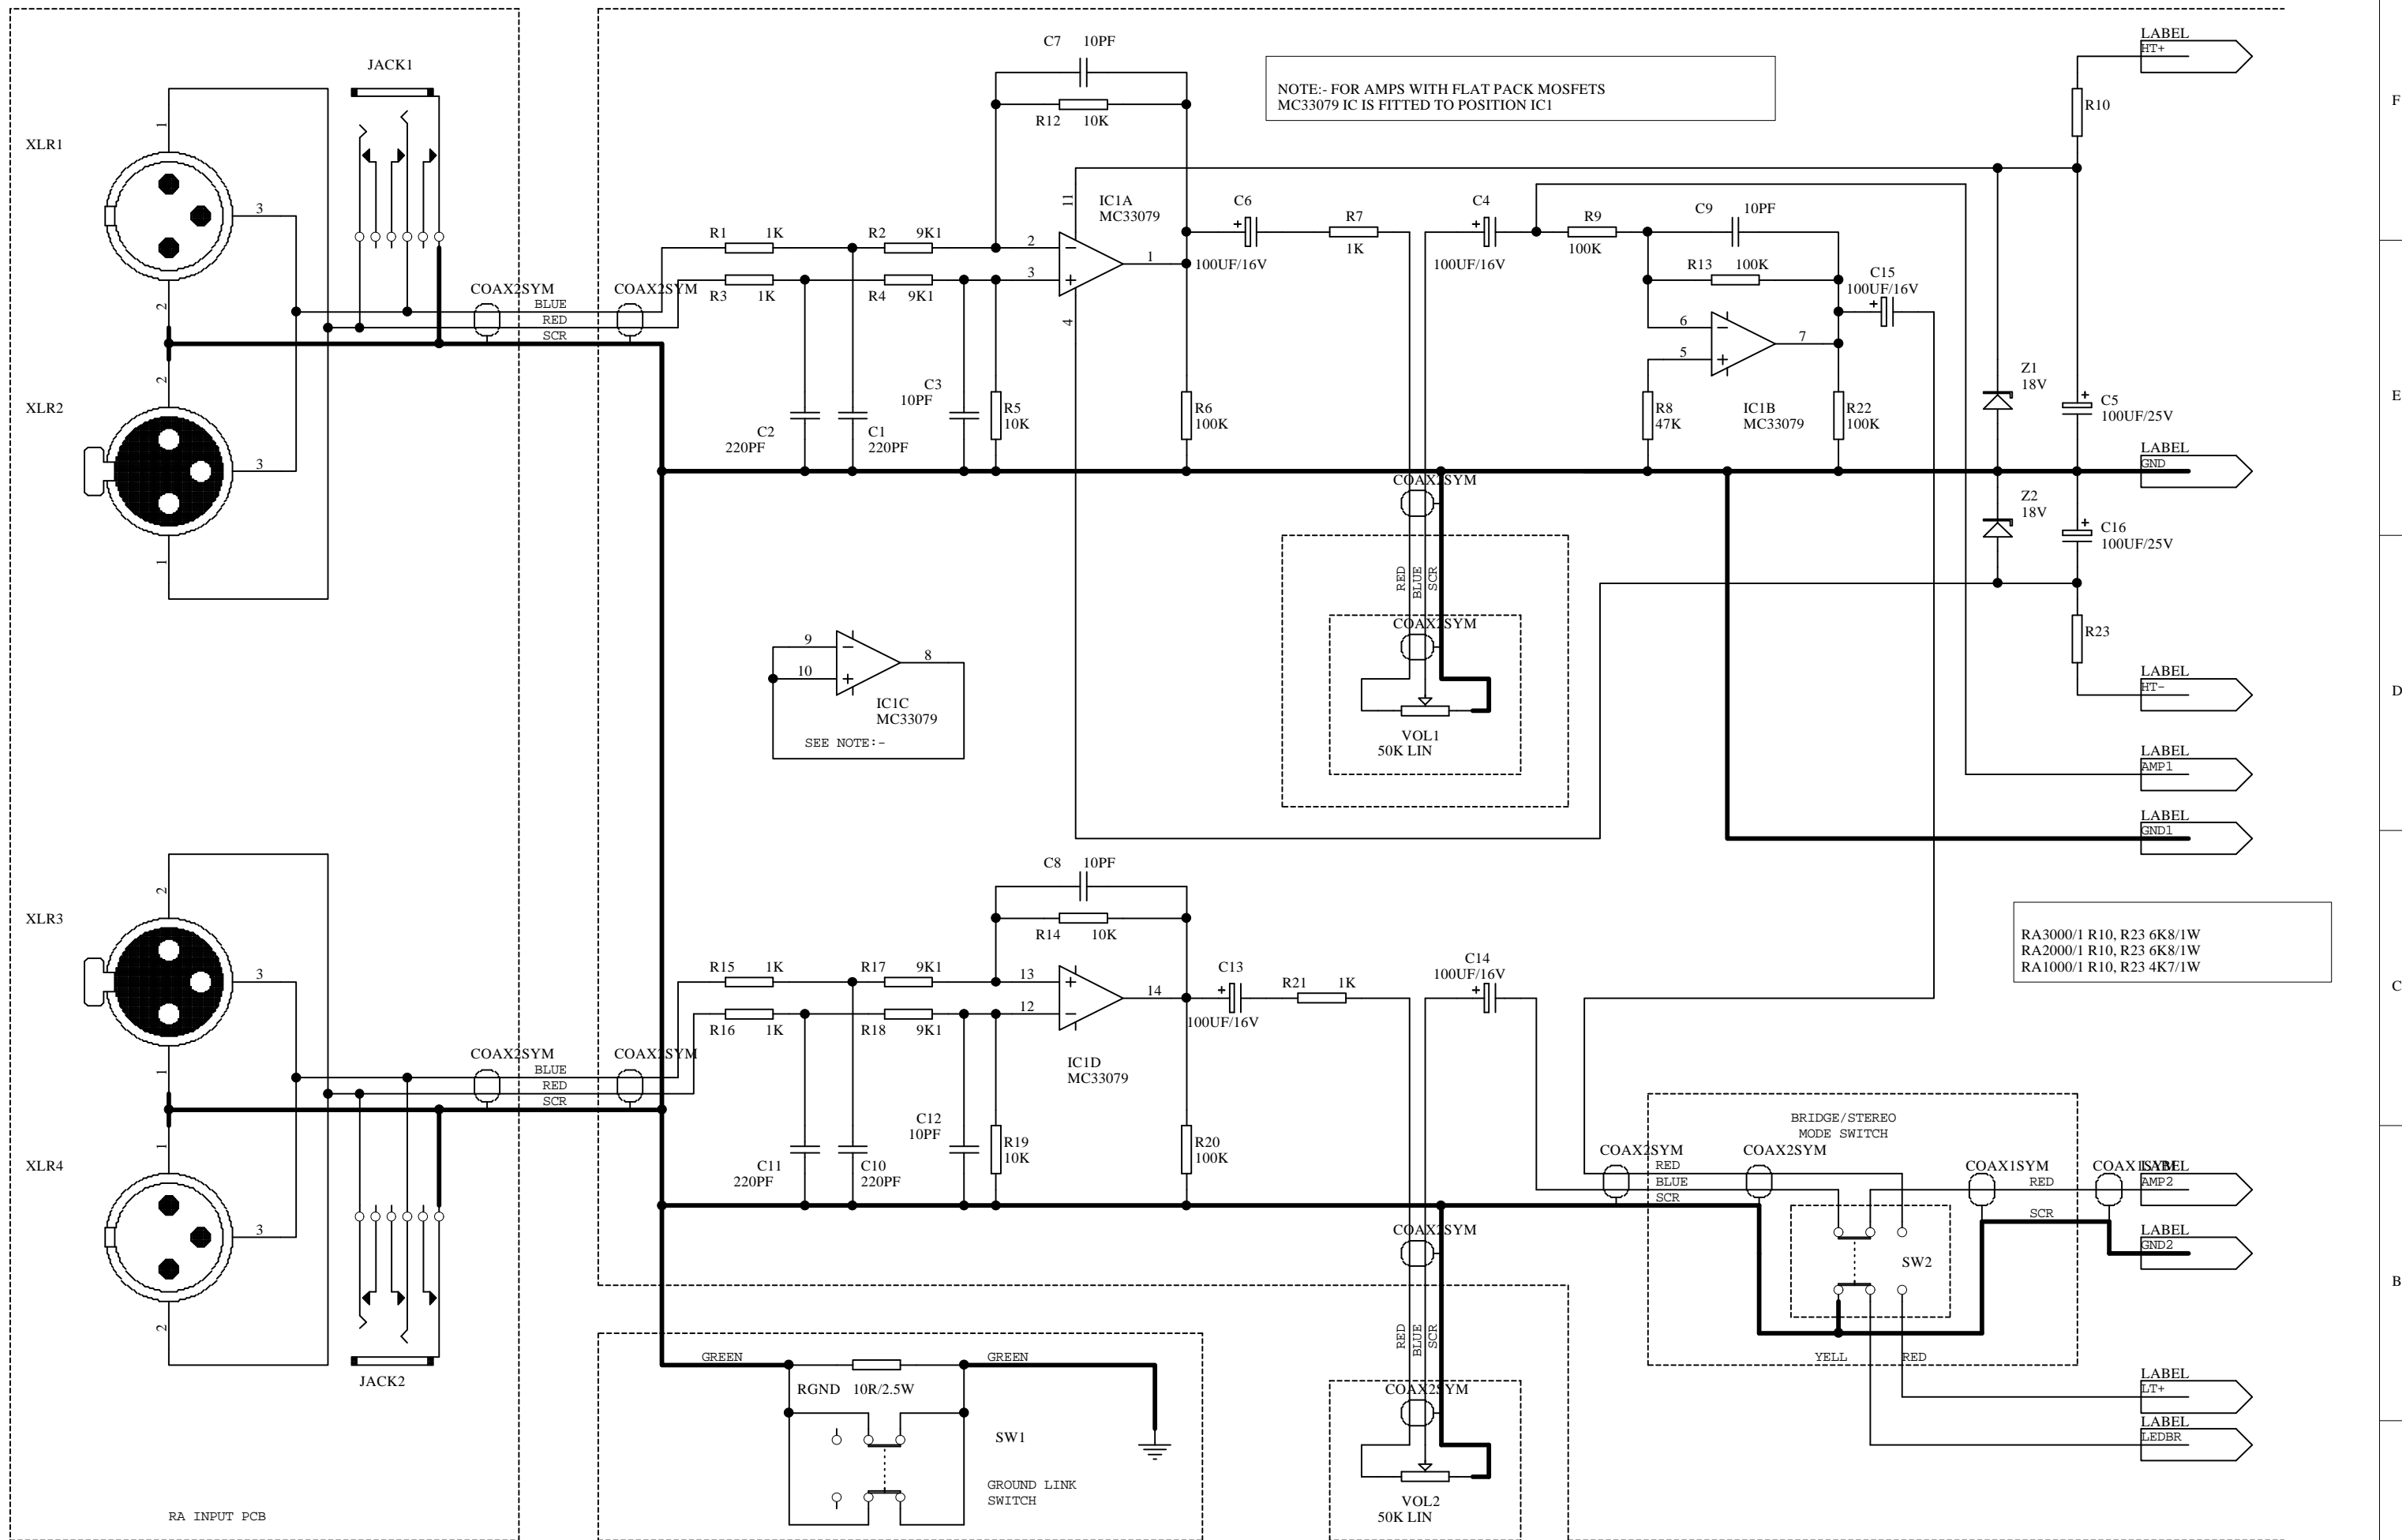 C7 10PF
LABEL
HT+
JACK1
NOTE:- FOR AMPS WITH FLAT PACK MOSFETS
MC33079 IC IS FITTED TO POSITION IC1
F
R10
R12 10K
1
XLR1
3
2
11
IC1A
MC33079
C6
100UF/16V
R7
1K
C4
100UF/16V
R9
100K
C9 10PF
R13 100K
C15
100UF/16V
R1 1K
R2 9K1
2
3
1
4
R3 1K
R4 9K1
COAX2SYM
COAX2SYM
BLUE
RED
SCR
6
5
7
Z1
18V
E
2
XLR2
3
1
C3
10PF
R5
10K
R6
100K
R8
47K
IC1B
MC33079
R22
100K
C5
100UF/25V
C2
220PF
C1
220PF
LABEL
GND
COAX2SYM
Z2
18V
C16
100UF/25V
RED
BLUE
SCR
COAX2SYM
R23
9
10
8
IC1C
MC33079
SEE NOTE:-
LABEL
HT-
D
VOL1
50K LIN
LABEL
AMP1
LABEL
GND1
C8 10PF
2
XLR3
3
1
R14 10K
RA3000/1 R10, R23 6K8/1W
RA2000/1 R10, R23 6K8/1W
RA1000/1 R10, R23 4K7/1W
C
R15 1K
R17 9K1
13
12
14
C13
100UF/16V
R21 1K
C14
100UF/16V
R16 1K
R18 9K1
COAX2SYM
COAX2SYM
BLUE
RED
SCR
IC1D
MC33079
C12
10PF
R19
10K
R20
100K
C11
220PF
C10
220PF
BRIDGE/STEREO
MODE SWITCH
COAX2SYM
COAX2SYM
RED
BLUE
SCR
COAX1SYM
RED
SCR
COAX1SYM
LABEL
AMP2
LABEL
GND2
1
XLR4
3
2
COAX2SYM
SW2
B
RED
BLUE
SCR
YELL
RED
JACK2
GREEN
GREEN
RGND 10R/2.5W
LABEL
LT+
COAX2SYM
LABEL
LEDBR
SW1
GROUND LINK
SWITCH
VOL2
50K LIN
RA INPUT PCB